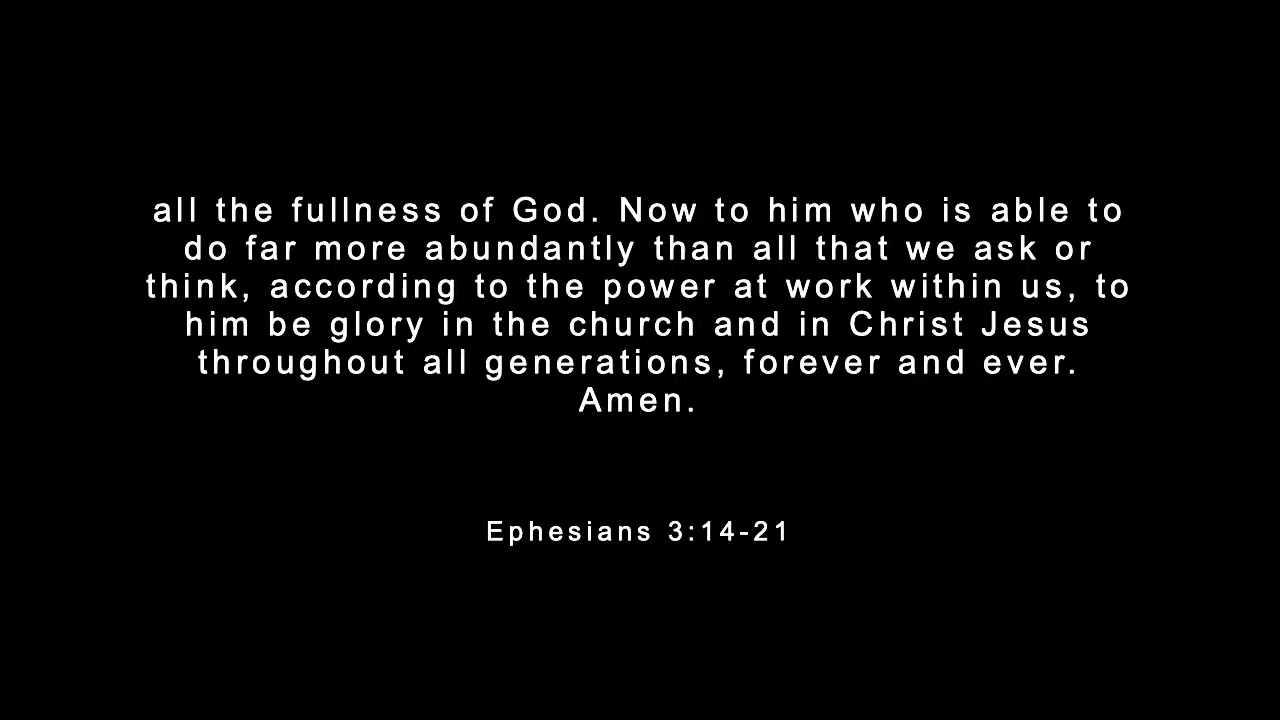 all the fullness of God. Now to him who is able to
do far more abundantly than all that we ask or
think, according to the power at work within us, to
him be glory in the church and in Christ Jesus
throughout all generations, forever and ever.
Amen.
Ephesians 3:14-21